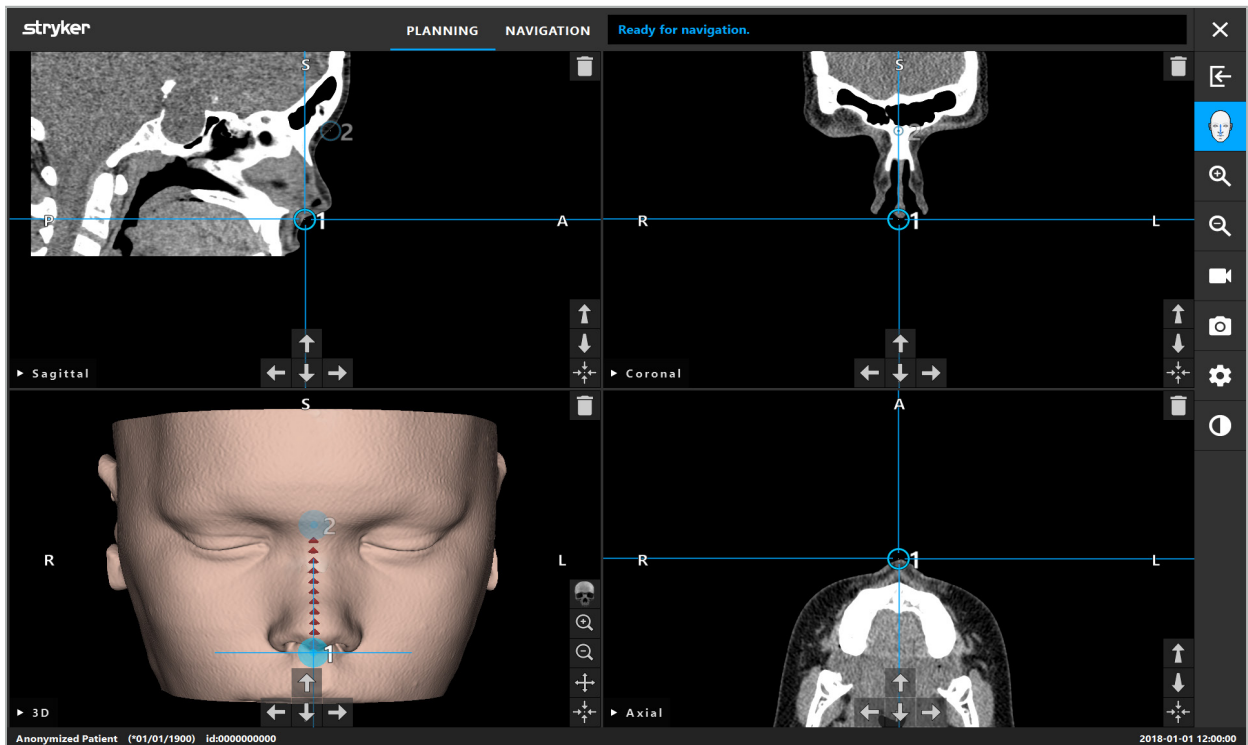 stryker
PLANNING NAVIGATION Ready for navigation.
S S
2 2
P 1 A R 1 L
Sagittal Coronal
S A
2
R L R 1 L
1
3D Axial
Anonymized Patient (*01/01/1900) id:0000000000 2018-01-01 12:00:00